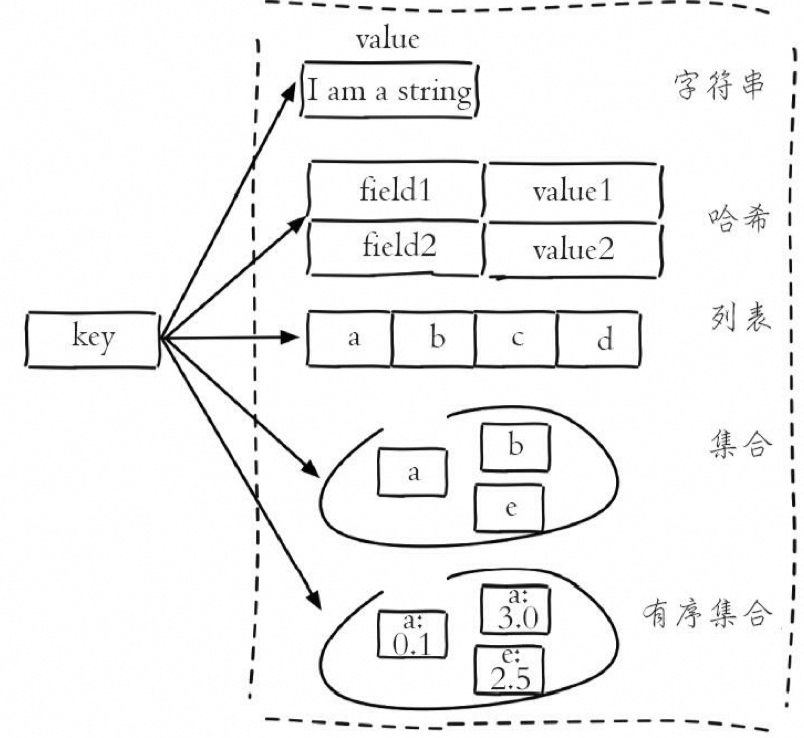 value
I am a string
字符串
field1 value1
哈希
field2 value2
列表
key
a b c d
集合
b
a
e
有序集合
a:
3.0
a:
0.1
e:
2.5